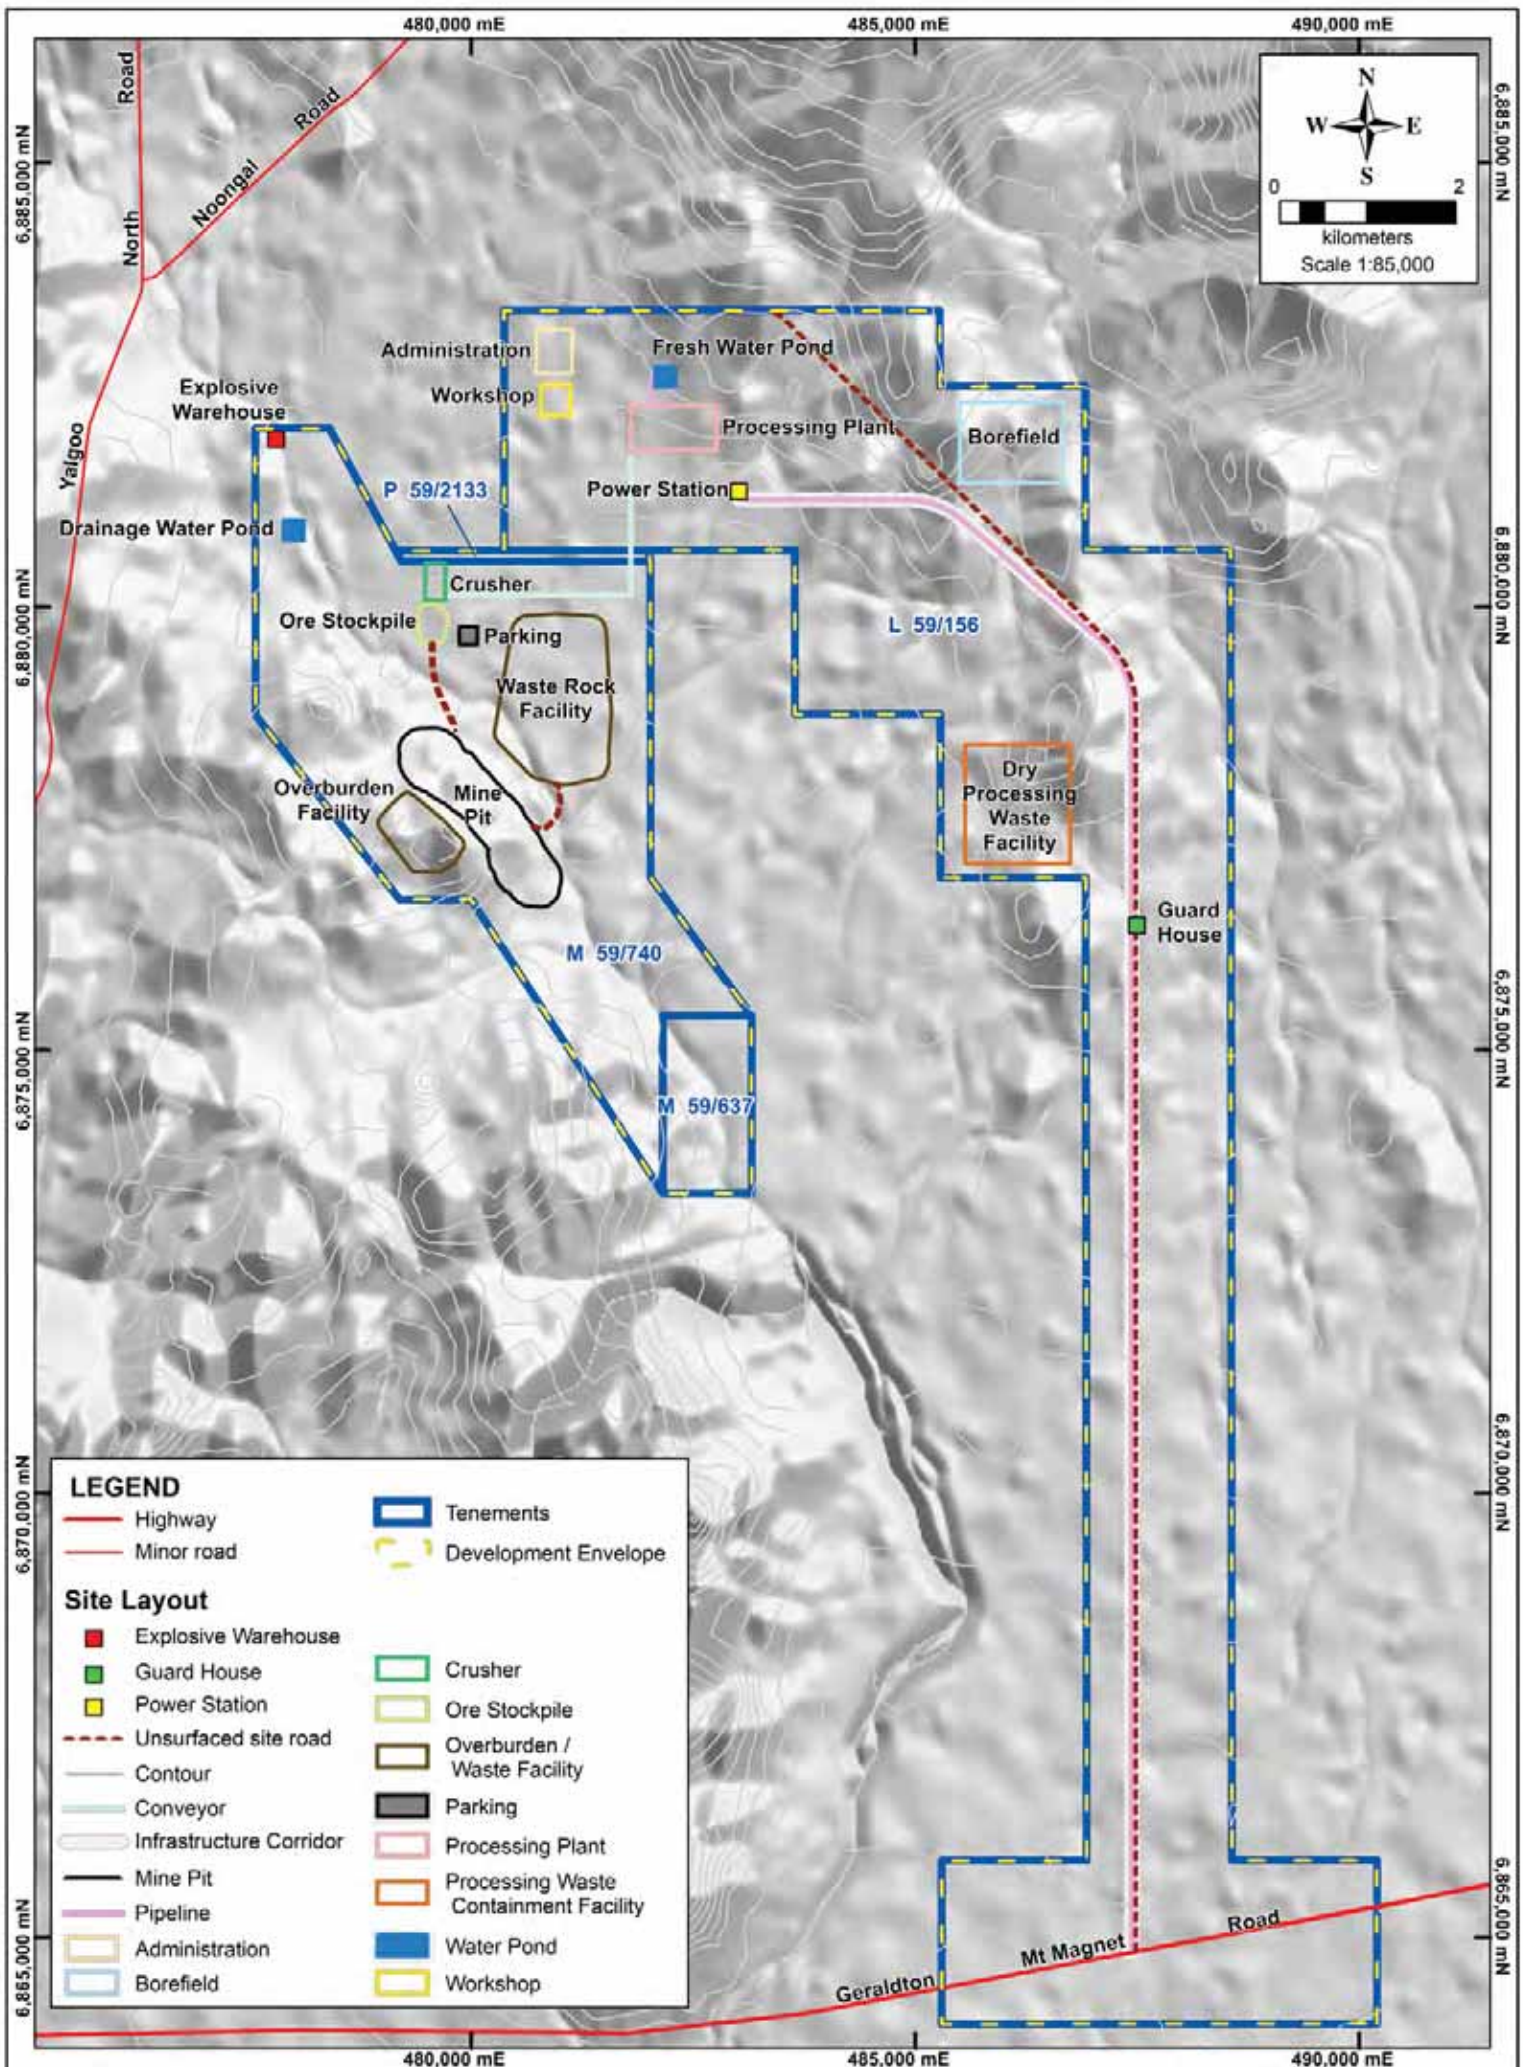 480,000 mE
485,000 mE
490,000 mE
6,885,000 mN
6,880,000 mN
6,875,000 mN
6,870,000 mN
6,865,000 mN
6,885,000 mN
6,880,000 mN
6,875,000 mN
6,870,000 mN
6,865,000 mN
N
W
E
S
0
2
kilometers
Scale 1:85,000
Yalgoo
North
Road
Noongal
Road
Administration
Fresh Water Pond
Explosive
Warehouse
Workshop
Processing Plant
Borefield
P 59/2133
Power Station
Drainage Water Pond
Crusher
Ore Stockpile
Parking
L 59/156
Waste Rock
Facility
Overburden
Facility
Mine
Pit
Dry
Processing
Waste
Facility
Guard
House
M 59/740
M 59/637
Geraldton
Mt Magnet
Road
LEGEND
Highway
Minor road
Tenements
Development Envelope
Site Layout
Explosive Warehouse
Guard House
Power Station
Unsurfaced site road
Contour
Conveyor
Infrastructure Corridor
Mine Pit
Pipeline
Administration
Borefield
Crusher
Ore Stockpile
Overburden /
Waste Facility
Parking
Processing Plant
Processing Waste
Containment Facility
Water Pond
Workshop
480,000 mE
485,000 mE
490,000 mE